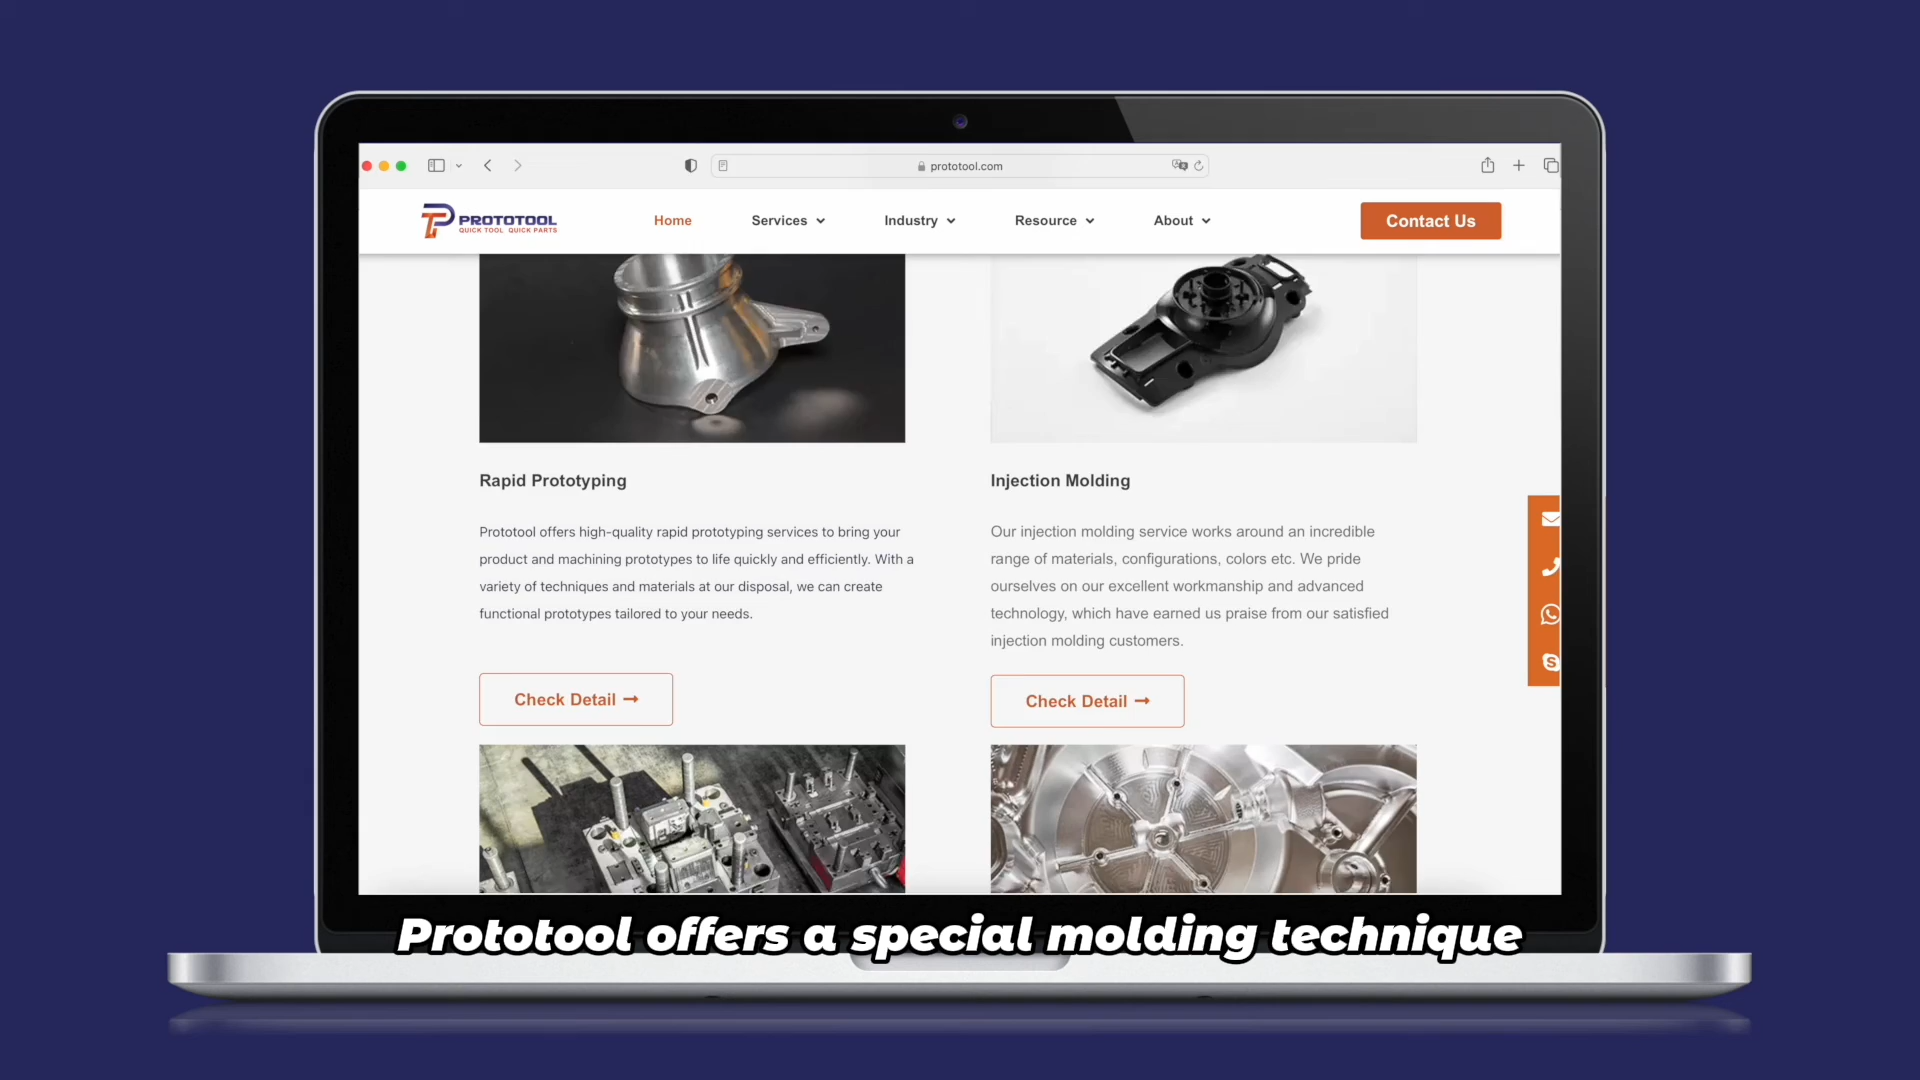 prototool.com
PROTOTOOL
QUICK TOOL QUICK PARTS
Home
Services
Industry
Resource
About
Contact Us
Rapid Prototyping
Prototool offers high-quality rapid prototyping services to bring your
product and machining prototypes to life quickly and efficiently. With a
variety of techniques and materials at our disposal, we can create
functional prototypes tailored to your needs.
Check Detail →
Injection Molding
Our injection molding service works around an incredible
range of materials, configurations, colors etc. We pride
ourselves on our excellent workmanship and advanced
technology, which have earned us praise from our satisfied
injection molding customers.
Check Detail →
Prototool offers a special molding technique